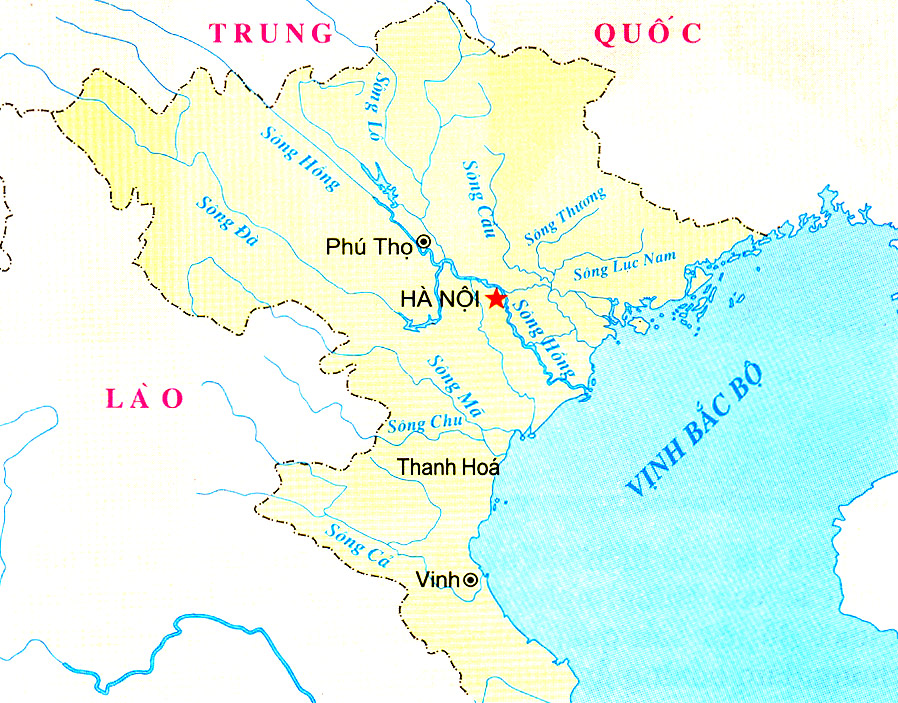 TRUNG QUỐC
Sông Lô
Sông Hồng
Sông Cầu
Sông Thương
Sông Đà
Phú Thọ
Sông Lục Nam
HÀ NỘI
Sông Hồng
LÀO
Sông Mã
VỊNH BẮC BỘ
Sông Chu
Thanh Hoá
Sông Cả
Vinh